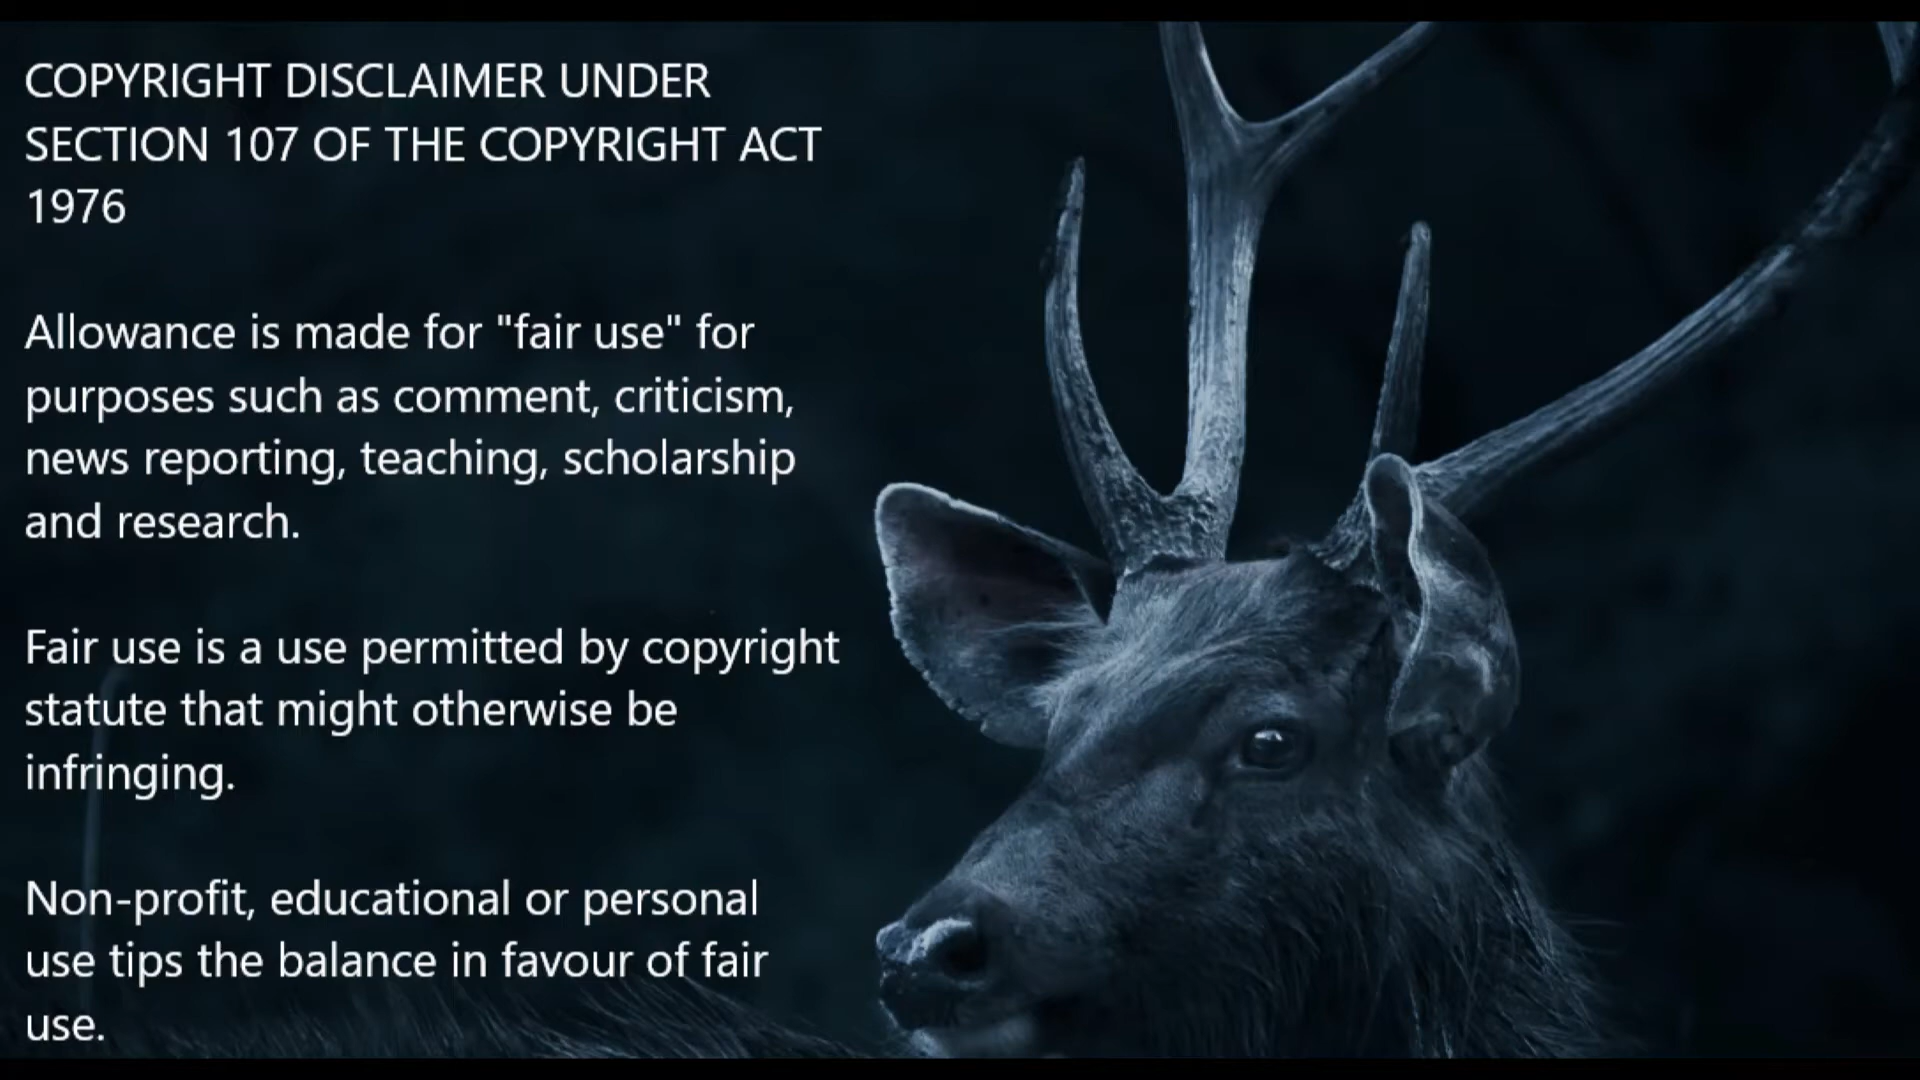 COPYRIGHT DISCLAIMER UNDER
SECTION 107 OF THE COPYRIGHT ACT
1976
Allowance is made for "fair use" for
purposes such as comment, criticism,
news reporting, teaching, scholarship
and research.
Fair use is a use permitted by copyright
statute that might otherwise be
infringing.
Non-profit, educational or personal
use tips the balance in favour of fair
use.